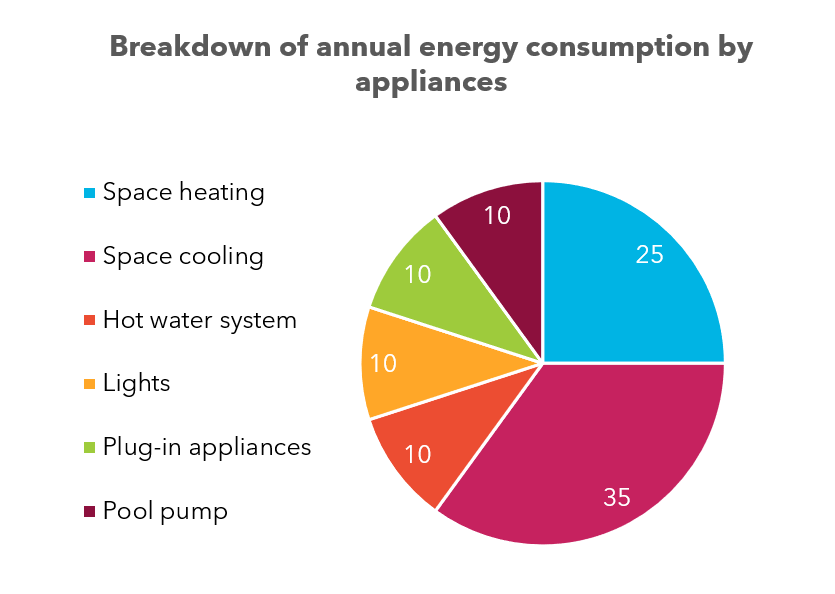 Breakdown of annual energy consumption by
appliances
Space heating
Space cooling
Hot water system
Lights
Plug-in appliances
Pool pump
10
25
10
10
10
35